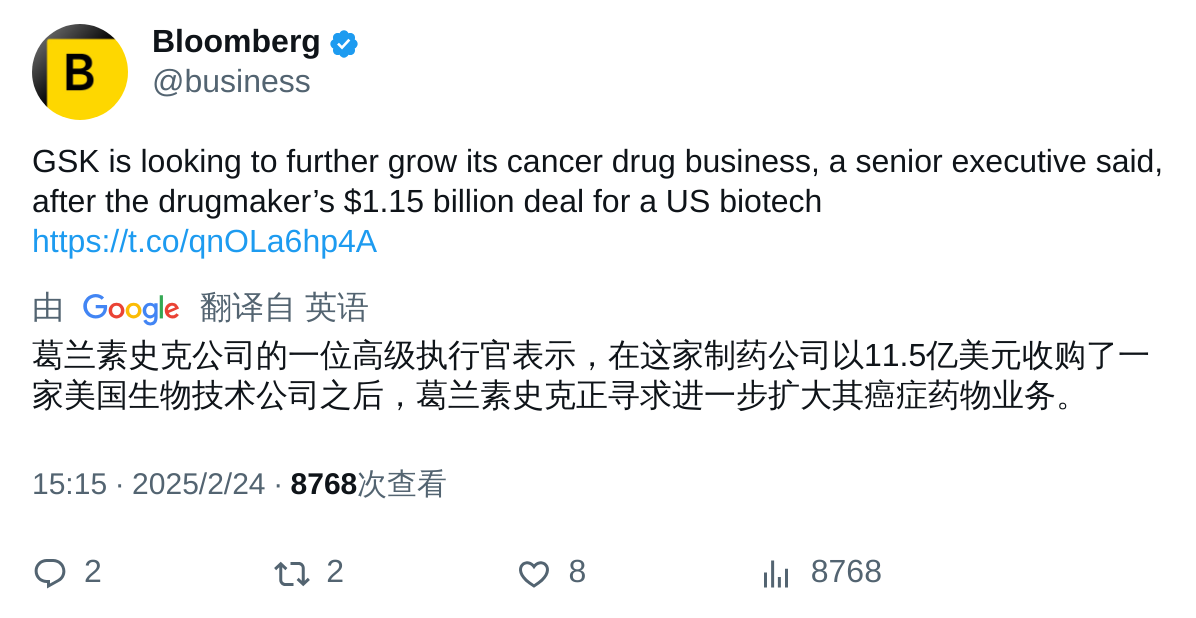 B
Bloomberg
@business
GSK is looking to further grow its cancer drug business, a senior executive said,
after the drugmaker’s $1.15 billion deal for a US biotech
https://t.co/qnOLa6hp4A
由 Google 翻译自 英语
葛兰素史克公司的一位高级执行官表示，在这家制药公司以11.5亿美元收购了一
家美国生物技术公司之后，葛兰素史克正寻求进一步扩大其癌症药物业务。
15:15 · 2025/2/24 · 8768次查看
2 2 8 8768